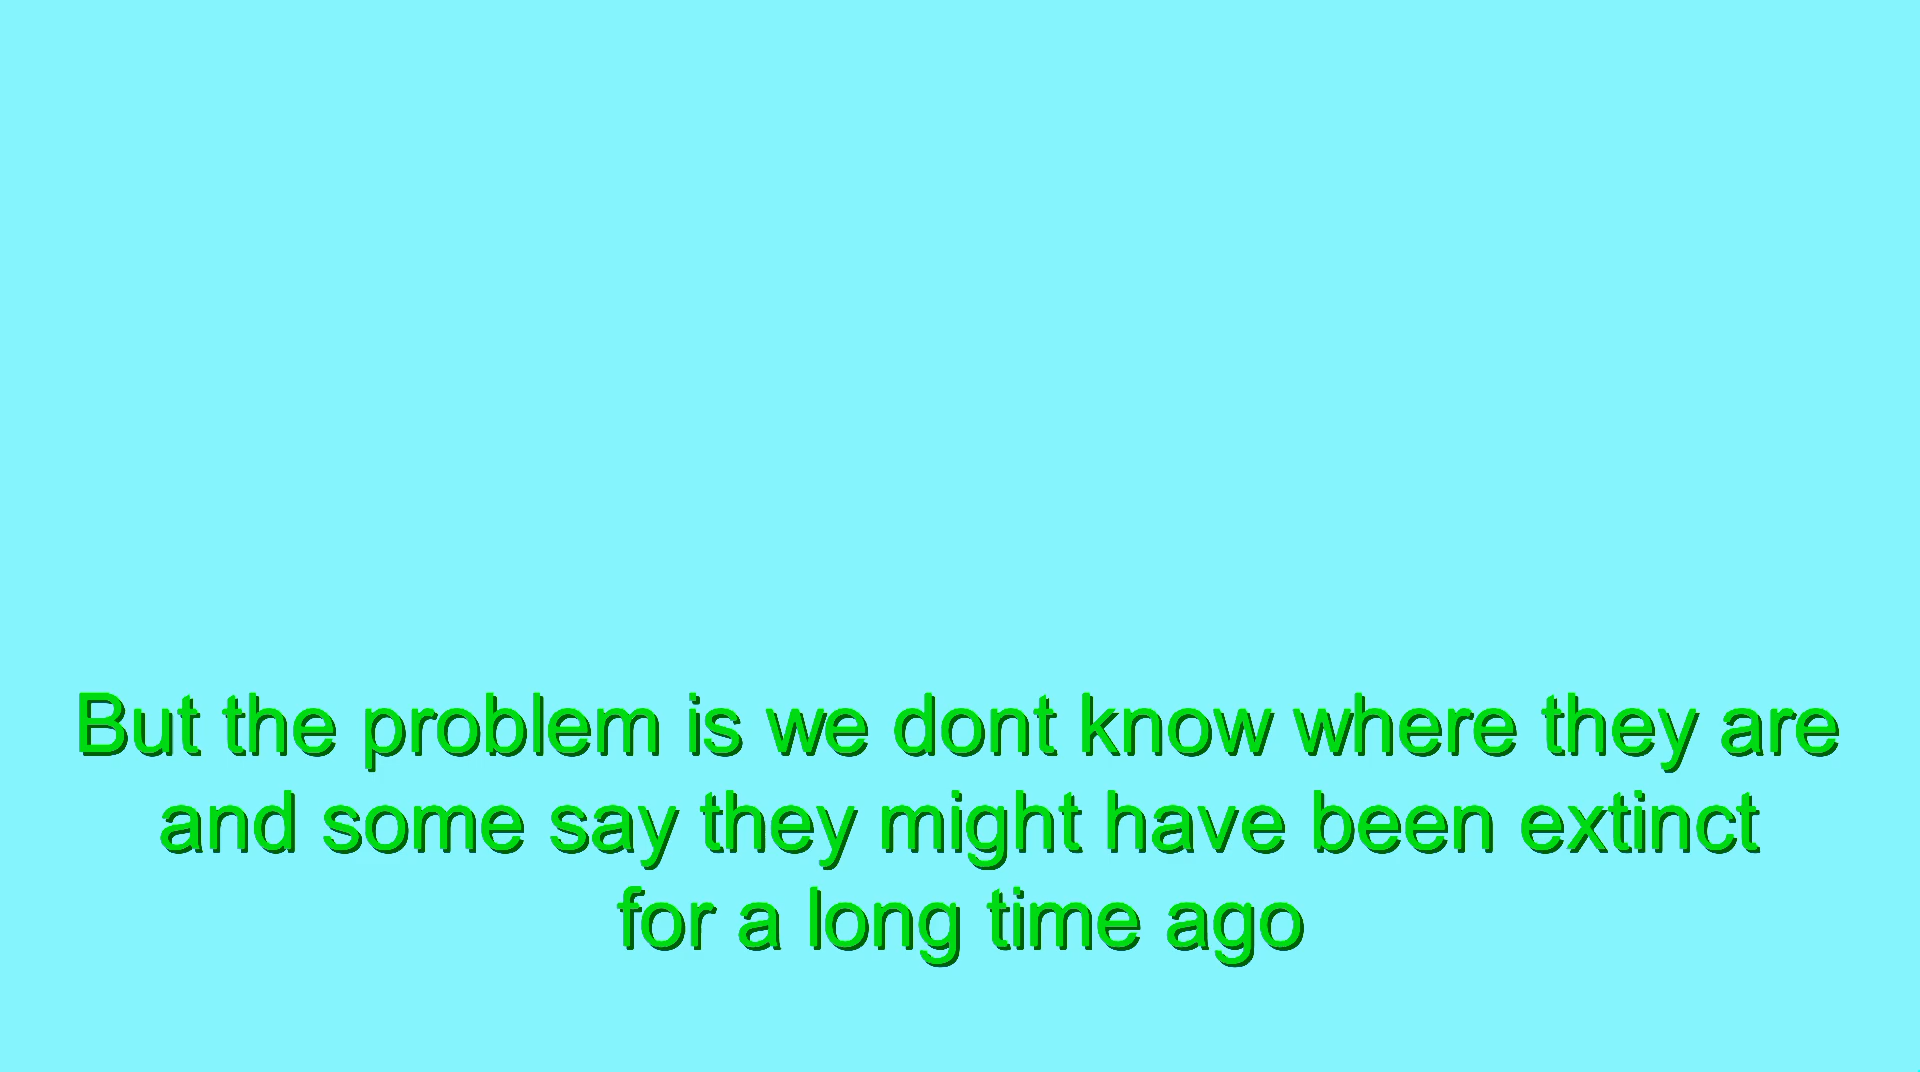 But the problem is we dont know where they are
and some say they might have been extinct
for a long time ago